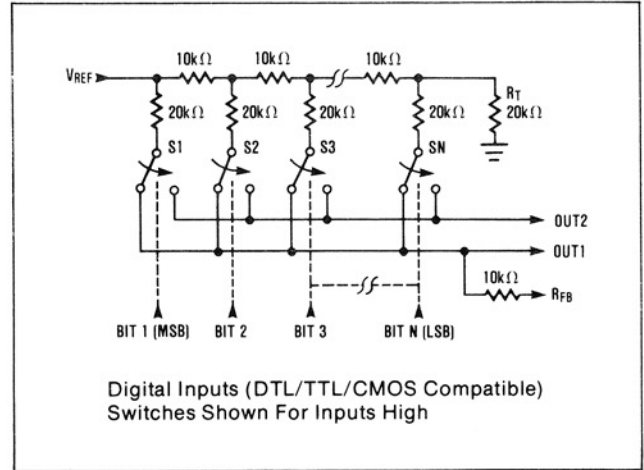 10kΩ 10kΩ 10kΩ
VREF
20kΩ 20kΩ 20kΩ 20kΩ RT 20kΩ
S1 S2 S3 SN
OUT2
OUT1
10kΩ
RFB
BIT 1 (MSB) BIT 2 BIT 3 BIT N (LSB)
Digital Inputs (DTL/TTL/CMOS Compatible)
Switches Shown For Inputs High